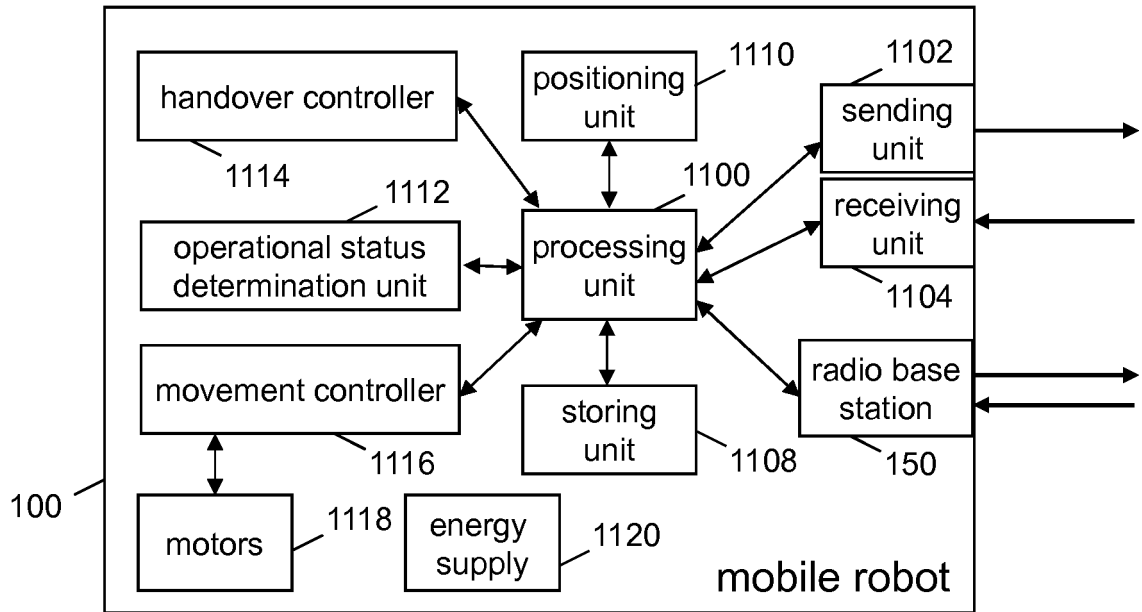 1110
1102
handover controller
positioning
unit
sending
unit
1114
1100
1112
receiving
unit
operational status
determination unit
processing
unit
1104
movement controller
radio base
station
storing
unit
1116
1108
150
100
motors
1118
energy
supply
1120
mobile robot